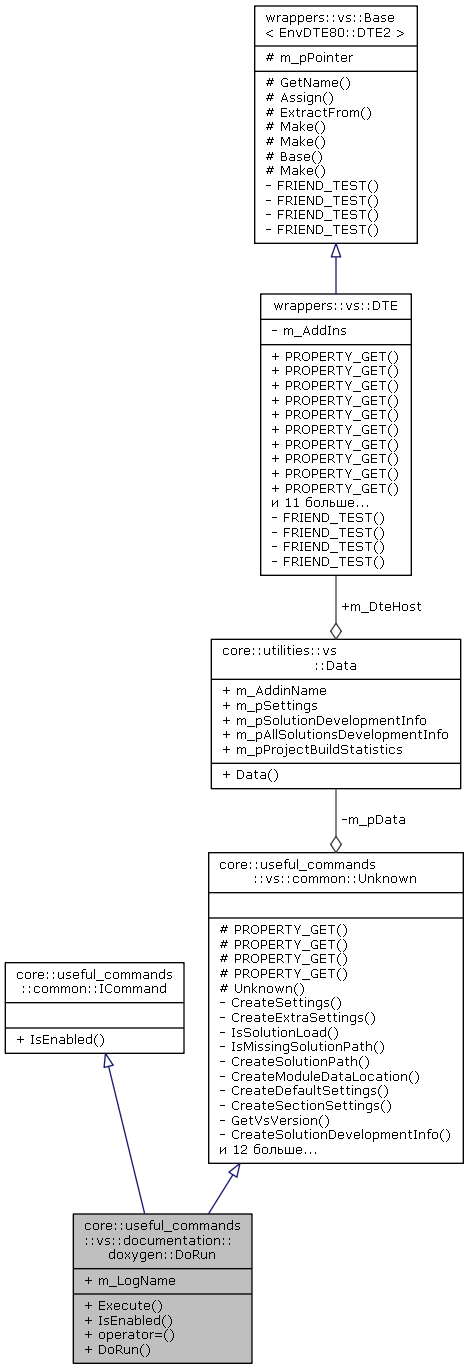 wrappers::vs::Base
< EnvDTE80::DTE2 >
# m_pPointer
# GetName()
# Assign()
# ExtractFrom()
# Make()
# Make()
# Base()
# Make()
- FRIEND_TEST()
- FRIEND_TEST()
- FRIEND_TEST()
- FRIEND_TEST()
wrappers::vs::DTE
- m_AddIns
+ PROPERTY_GET()
+ PROPERTY_GET()
+ PROPERTY_GET()
+ PROPERTY_GET()
+ PROPERTY_GET()
+ PROPERTY_GET()
+ PROPERTY_GET()
+ PROPERTY_GET()
+ PROPERTY_GET()
+ PROPERTY_GET()
и 11 больше...
- FRIEND_TEST()
- FRIEND_TEST()
- FRIEND_TEST()
- FRIEND_TEST()
+m_DteHost
core::utilities::vs
::Data
+ m_AddinName
+ m_pSettings
+ m_pSolutionDevelopmentInfo
+ m_pAllSolutionsDevelopmentInfo
+ m_pProjectBuildStatistics
+ Data()
-m_pData
core::useful_commands
::vs::common::Unknown
# PROPERTY_GET()
# PROPERTY_GET()
# PROPERTY_GET()
# PROPERTY_GET()
# Unknown()
- CreateSettings()
- CreateExtraSettings()
- IsSolutionLoad()
- IsMissingSolutionPath()
- CreateSolutionPath()
- CreateModuleDataLocation()
- CreateDefaultSettings()
- CreateSectionSettings()
- GetVsVersion()
- CreateSolutionDevelopmentInfo()
и 12 больше...
core::useful_commands
::common::ICommand
+ IsEnabled()
core::useful_commands
::vs::documentation::
doxygen::DoRun
+ m_LogName
+ Execute()
+ IsEnabled()
+ operator=()
+ DoRun()